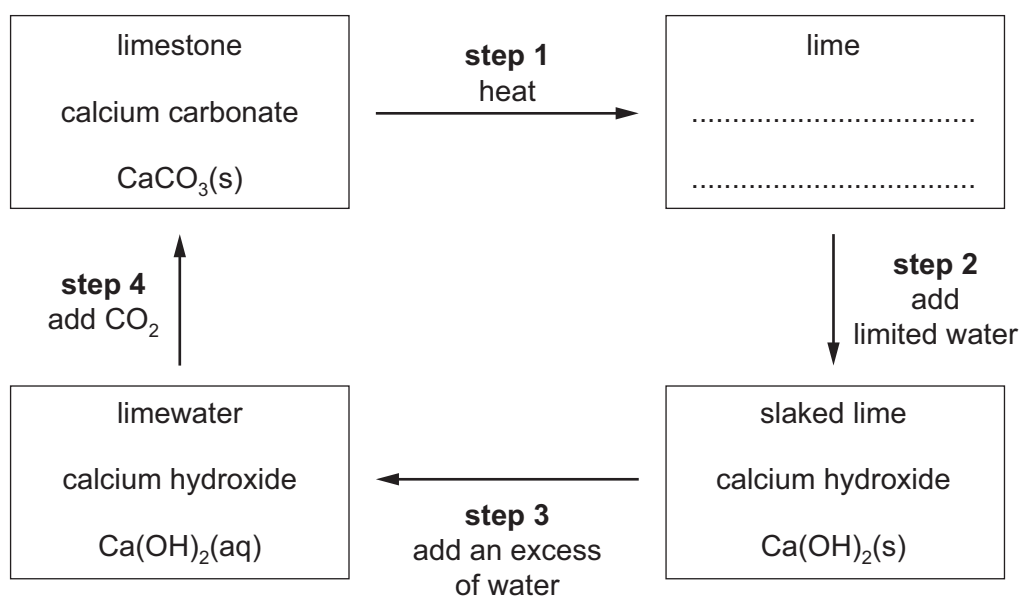 limestone
calcium carbonate
CaCO₃(s)
step 1
heat
lime
....................................
....................................
step 4
add CO₂
step 2
add
limited water
limewater
calcium hydroxide
Ca(OH)₂(aq)
step 3
add an excess
of water
slaked lime
calcium hydroxide
Ca(OH)₂(s)